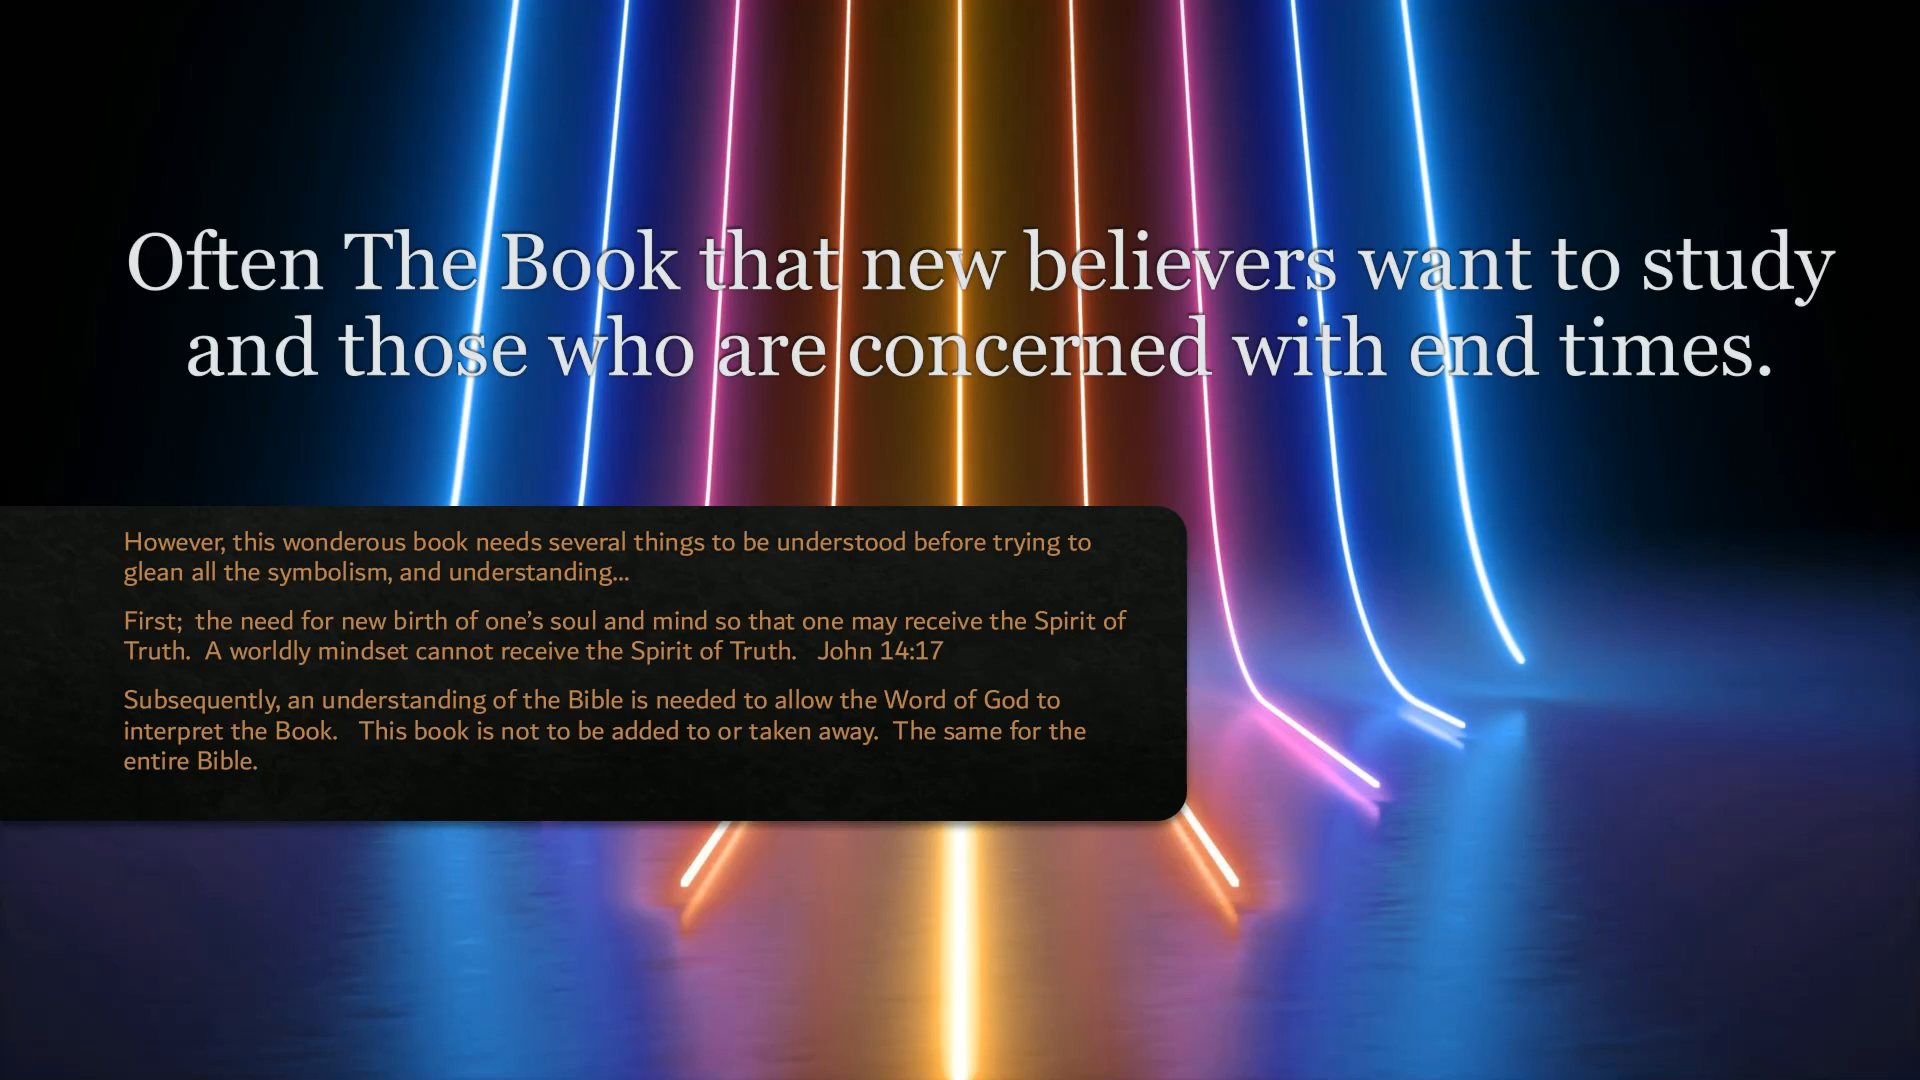 Often The Book that new believers want to study
and those who are concerned with end times.
However, this wonderous book needs several things to be understood before trying to
glean all the symbolism, and understanding...
First;  the need for new birth of one’s soul and mind so that one may receive the Spirit of
Truth.  A worldly mindset cannot receive the Spirit of Truth.   John 14:17
Subsequently, an understanding of the Bible is needed to allow the Word of God to
interpret the Book.   This book is not to be added to or taken away.  The same for the
entire Bible.